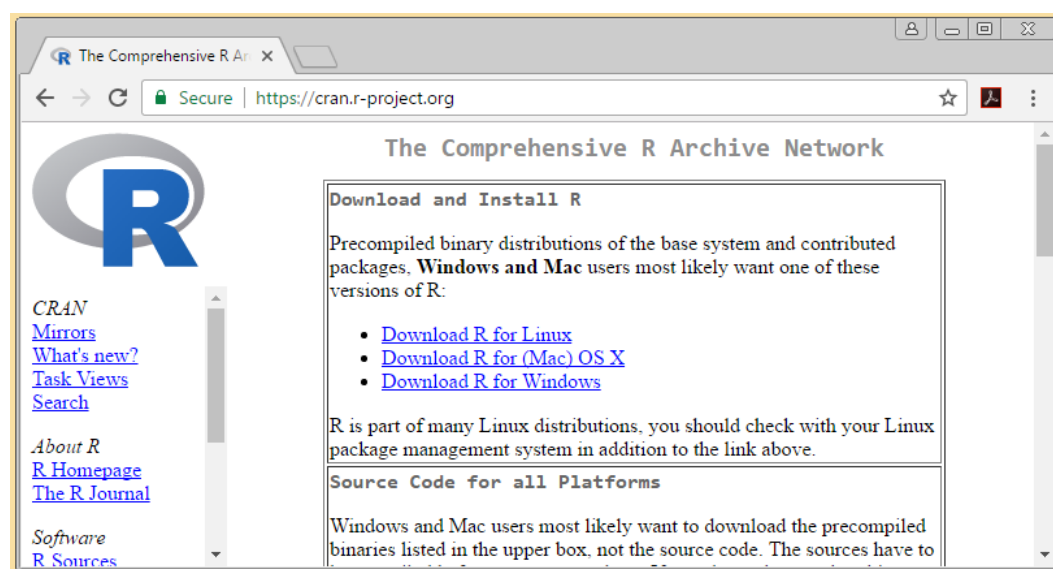 The Comprehensive R Ar
Secure | https://cran.r-project.org
R
CRAN
Mirrors
What's new?
Task Views
Search
About R
R Homepage
The R Journal
Software
R Sources
The Comprehensive R Archive Network
Download and Install R
Precompiled binary distributions of the base system and contributed
packages, Windows and Mac users most likely want one of these
versions of R:
• Download R for Linux
• Download R for (Mac) OS X
• Download R for Windows
R is part of many Linux distributions, you should check with your Linux
package management system in addition to the link above.
Source Code for all Platforms
Windows and Mac users most likely want to download the precompiled
binaries listed in the upper box, not the source code. The sources have to